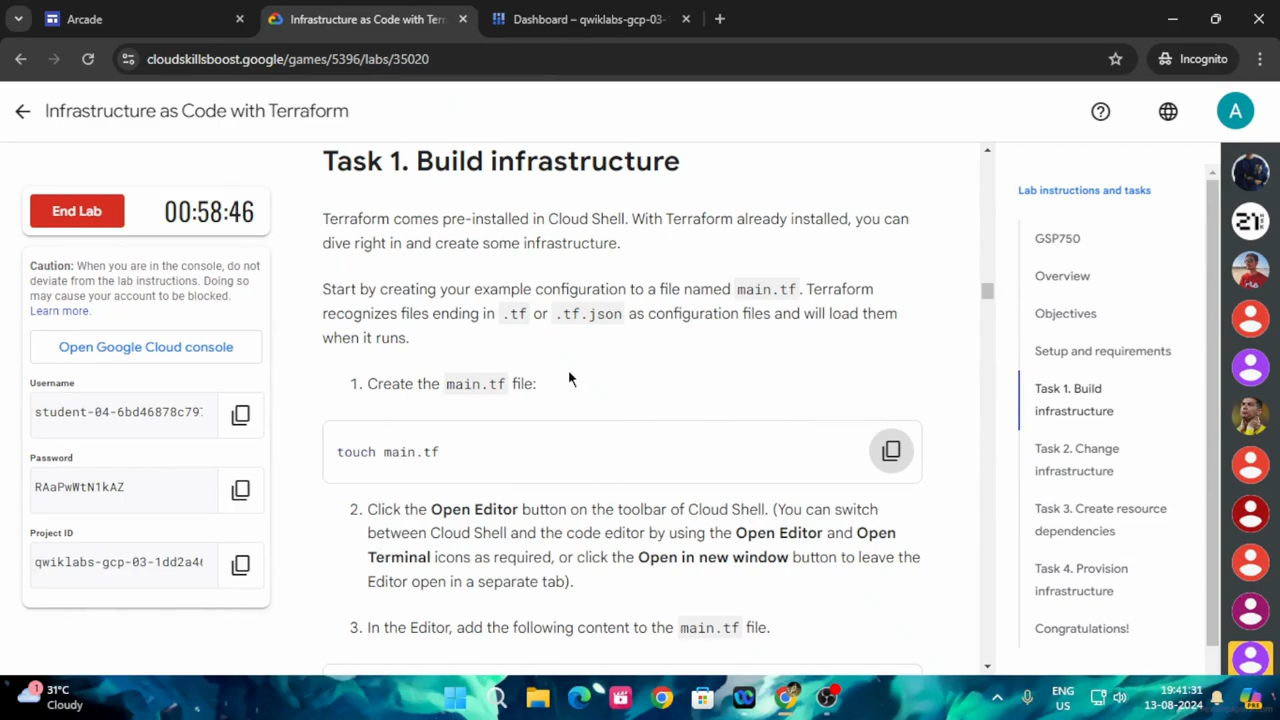 Arcade
Infrastructure as Code with Terr
Dashboard – qwiklabs-gcp-03-
cloudskillsboost.google/games/5396/labs/35020
Incognito
Infrastructure as Code with Terraform
A
End Lab
00:58:46
Caution: When you are in the console, do not
deviate from the lab instructions. Doing so
may cause your account to be blocked.
Learn more.
Open Google Cloud console
Username
student-04-6bd46878c797
Password
RAaPwWtN1kAZ
Project ID
qwiklabs-gcp-03-1dd2a46
Task 1. Build infrastructure
Terraform comes pre-installed in Cloud Shell. With Terraform already installed, you can
dive right in and create some infrastructure.
Start by creating your example configuration to a file named main.tf. Terraform
recognizes files ending in .tf or .tf.json as configuration files and will load them
when it runs.
1. Create the main.tf file:
touch main.tf
2. Click the Open Editor button on the toolbar of Cloud Shell. (You can switch
between Cloud Shell and the code editor by using the Open Editor and Open
Terminal icons as required, or click the Open in new window button to leave the
Editor open in a separate tab).
3. In the Editor, add the following content to the main.tf file.
Lab instructions and tasks
GSP750
Overview
Objectives
Setup and requirements
Task 1. Build
infrastructure
Task 2. Change
infrastructure
Task 3. Create resource
dependencies
Task 4. Provision
infrastructure
Congratulations!
21
1
31°C
Cloudy
ENG
US
19:41:31
13-08-2024
PRE